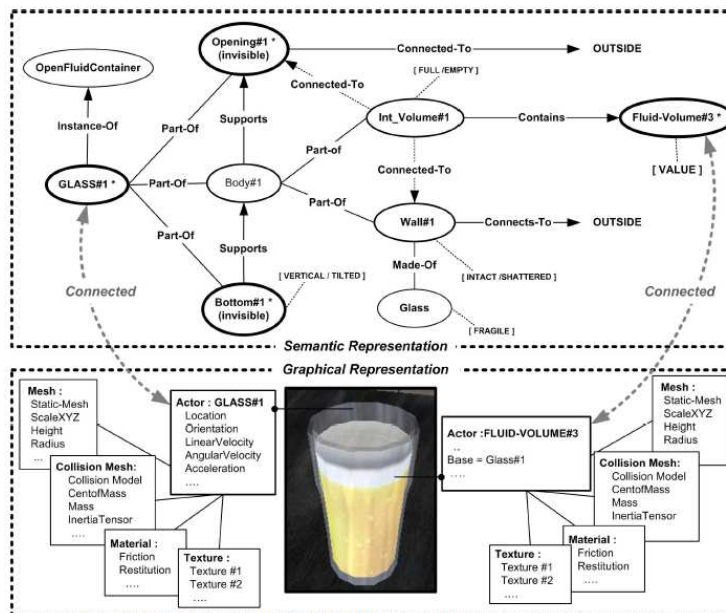 Opening#1 *
(invisible)
Connected-To
OUTSIDE
OpenFluidContainer
[ FULL /EMPTY ]
Connected-To
Instance-Of
Part-Of
Supports
Int_Volume#1
Contains
Fluid-Volume#3 *
Part-of
Connected-To
[ VALUE ]
GLASS#1 *
Part-Of
Body#1
Part-Of
Wall#1
Connects-To
OUTSIDE
Part-Of
Supports
Made-Of
[ INTACT /SHATTERED ]
[ VERTICAL / TILTED ]
Connected
Bottom#1 *
(invisible)
Glass
[ FRAGILE ]
Connected
Semantic Representation
Graphical Representation
Mesh :
Static-Mesh
ScaleXYZ
Height
Radius
...
Actor : GLASS#1
Location
Orientation
LinearVelocity
AngularVelocity
Acceleration
....
Collision Mesh:
Collision Model
CentofMass
Mass
InertiaTensor
....
Material :
Friction
Restitution
....
Texture :
Texture #1
Texture #2
....
Actor :FLUID-VOLUME#3
..
Base = Glass#1
....
Mesh :
Static-Mesh
ScaleXYZ
Height
Radius
...
Collision Mesh:
Collision Model
CentofMass
Mass
InertiaTensor
....
Material :
Friction
Restitution
....
Texture :
Texture #1
Texture #2
....